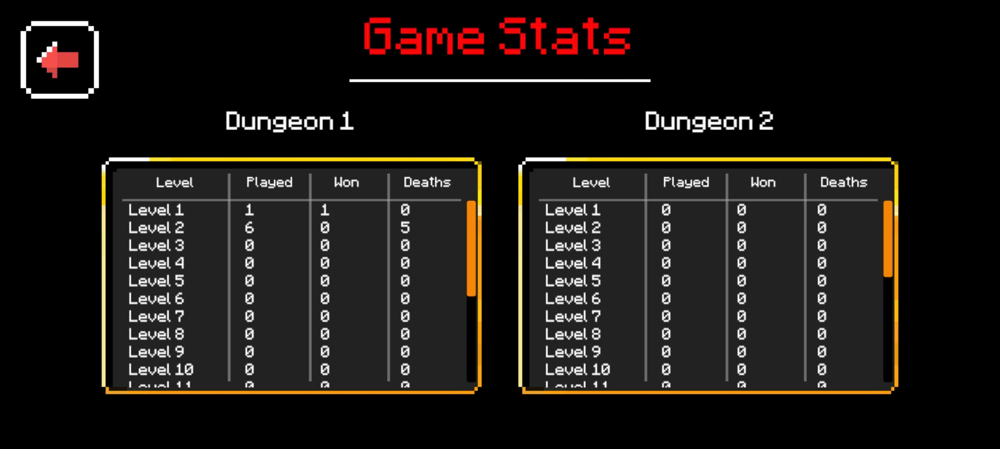 Game Stats
Dungeon 1
Level Played Won Deaths
Level 1 1 1 0
Level 2 6 0 5
Level 3 0 0 0
Level 4 0 0 0
Level 5 0 0 0
Level 6 0 0 0
Level 7 0 0 0
Level 8 0 0 0
Level 9 0 0 0
Level 10 0 0 0
Level 11 0 0 0
Dungeon 2
Level Played Won Deaths
Level 1 0 0 0
Level 2 0 0 0
Level 3 0 0 0
Level 4 0 0 0
Level 5 0 0 0
Level 6 0 0 0
Level 7 0 0 0
Level 8 0 0 0
Level 9 0 0 0
Level 10 0 0 0
Level 11 0 0 0